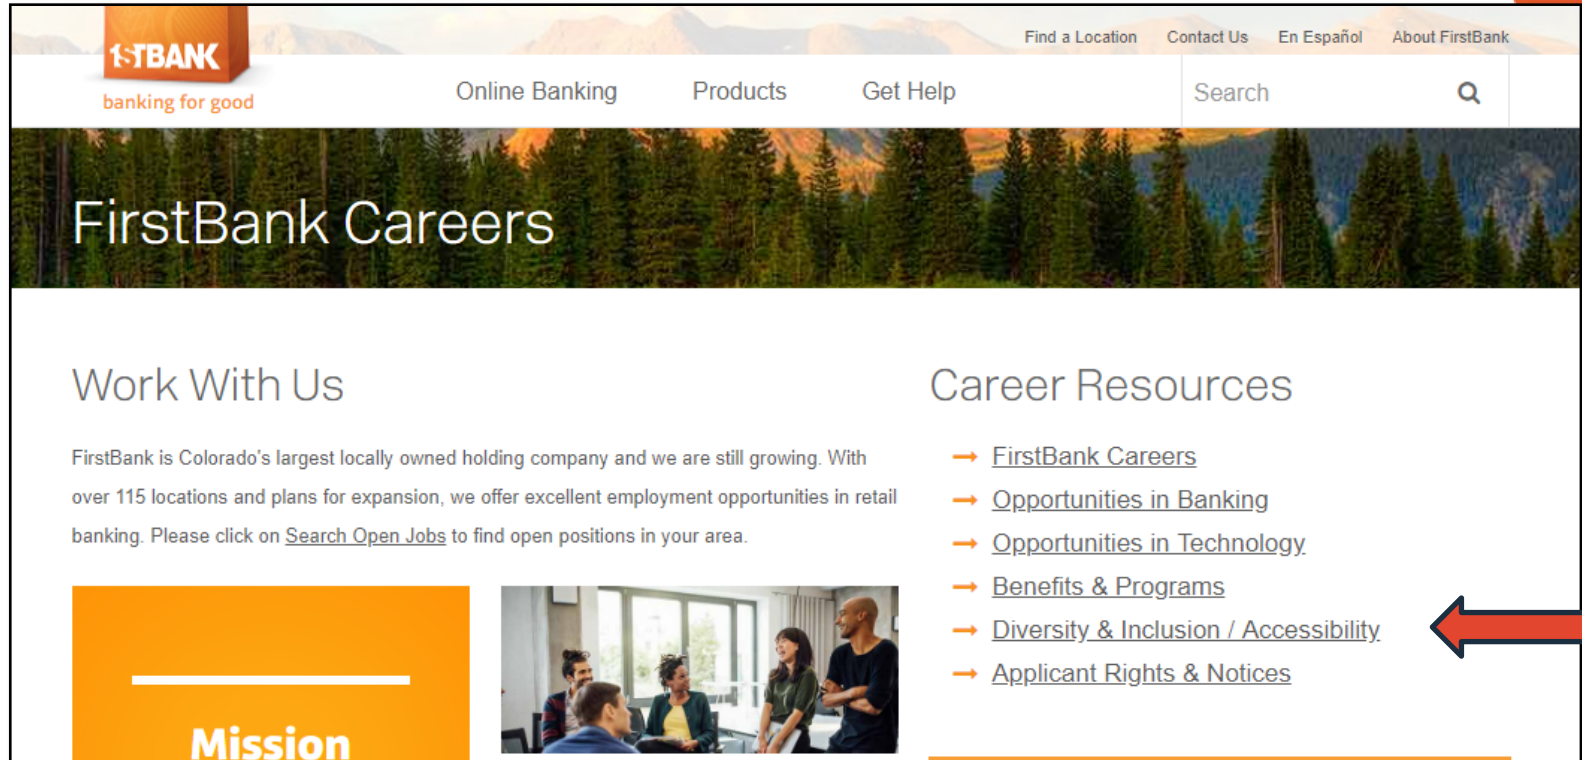 1STBANK
banking for good
Find a Location Contact Us En Español About FirstBank
Online Banking Products Get Help Search
FirstBank Careers
Work With Us
FirstBank is Colorado's largest locally owned holding company and we are still growing. With
over 115 locations and plans for expansion, we offer excellent employment opportunities in retail
banking. Please click on Search Open Jobs to find open positions in your area.
Mission
Career Resources
FirstBank Careers
Opportunities in Banking
Opportunities in Technology
Benefits & Programs
Diversity & Inclusion / Accessibility
Applicant Rights & Notices